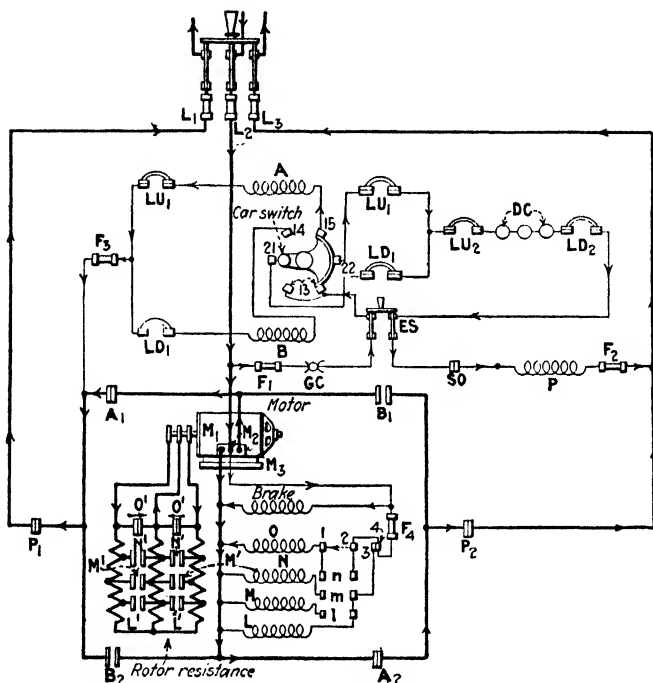 L₁
L₂
L₃
A
LU₁
Car switch
14
15
LU₁
DC
LU₂
LD₂
F₃
21
22
LD₁
13
ES
LD₁
B
F₁
GC
SO
P
F₂
A₁
Motor
B₁
M₁
M₂
M₃
Brake
O'
O'
O
1
2
4
F₄
3
P₁
N'
N'
N
n
P₂
M'
M'
m
M
L'
L'
L
l
B₂
Rotor resistance
A₂